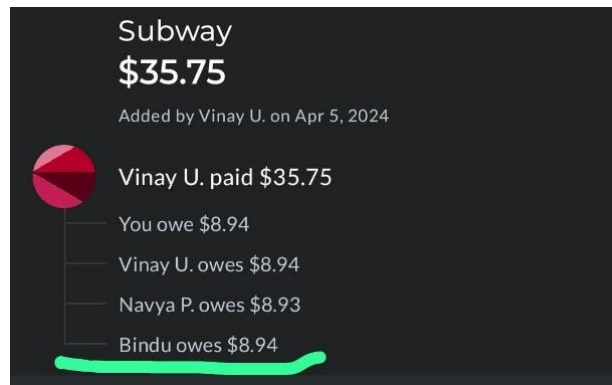 Subway
$35.75
Added by Vinay U. on Apr 5, 2024
Vinay U. paid $35.75
You owe $8.94
Vinay U. owes $8.94
Navya P. owes $8.93
Bindu owes $8.94